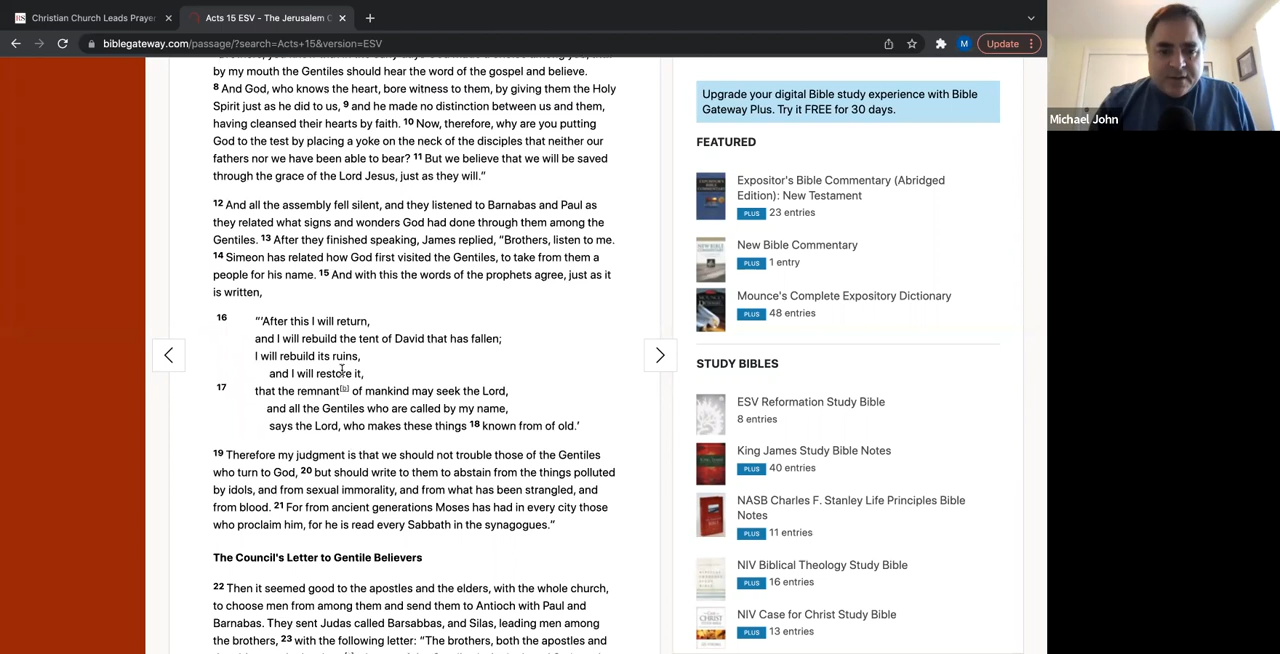 Christian Church Leads Prayer
Acts 15 ESV - The Jerusalem C
biblegateway.com/passage/?search=Acts+15&version=ESV
M
Update
Michael John
by my mouth the Gentiles should hear the word of the gospel and believe.
8 And God, who knows the heart, bore witness to them, by giving them the Holy
Spirit just as he did to us, 9 and he made no distinction between us and them,
having cleansed their hearts by faith. 10 Now, therefore, why are you putting
God to the test by placing a yoke on the neck of the disciples that neither our
fathers nor we have been able to bear? 11 But we believe that we will be saved
through the grace of the Lord Jesus, just as they will.”
12 And all the assembly fell silent, and they listened to Barnabas and Paul as
they related what signs and wonders God had done through them among the
Gentiles. 13 After they finished speaking, James replied, “Brothers, listen to me.
14 Simeon has related how God first visited the Gentiles, to take from them a
people for his name. 15 And with this the words of the prophets agree, just as it
is written,
16 “‘After this I will return,
and I will rebuild the tent of David that has fallen;
I will rebuild its ruins,
and I will restore it,
17 that the remnant[b] of mankind may seek the Lord,
and all the Gentiles who are called by my name,
says the Lord, who makes these things 18 known from of old.’
19 Therefore my judgment is that we should not trouble those of the Gentiles
who turn to God, 20 but should write to them to abstain from the things polluted
by idols, and from sexual immorality, and from what has been strangled, and
from blood. 21 For from ancient generations Moses has had in every city those
who proclaim him, for he is read every Sabbath in the synagogues.”
The Council's Letter to Gentile Believers
22 Then it seemed good to the apostles and the elders, with the whole church,
to choose men from among them and send them to Antioch with Paul and
Barnabas. They sent Judas called Barsabbas, and Silas, leading men among
the brothers, 23 with the following letter: “The brothers, both the apostles and
Upgrade your digital Bible study experience with Bible
Gateway Plus. Try it FREE for 30 days.
FEATURED
Expositor's Bible Commentary (Abridged
Edition): New Testament
PLUS 23 entries
New Bible Commentary
PLUS 1 entry
Mounce's Complete Expository Dictionary
PLUS 48 entries
STUDY BIBLES
ESV Reformation Study Bible
8 entries
King James Study Bible Notes
PLUS 40 entries
NASB Charles F. Stanley Life Principles Bible
Notes
PLUS 11 entries
NIV Biblical Theology Study Bible
PLUS 16 entries
NIV Case for Christ Study Bible
PLUS 13 entries